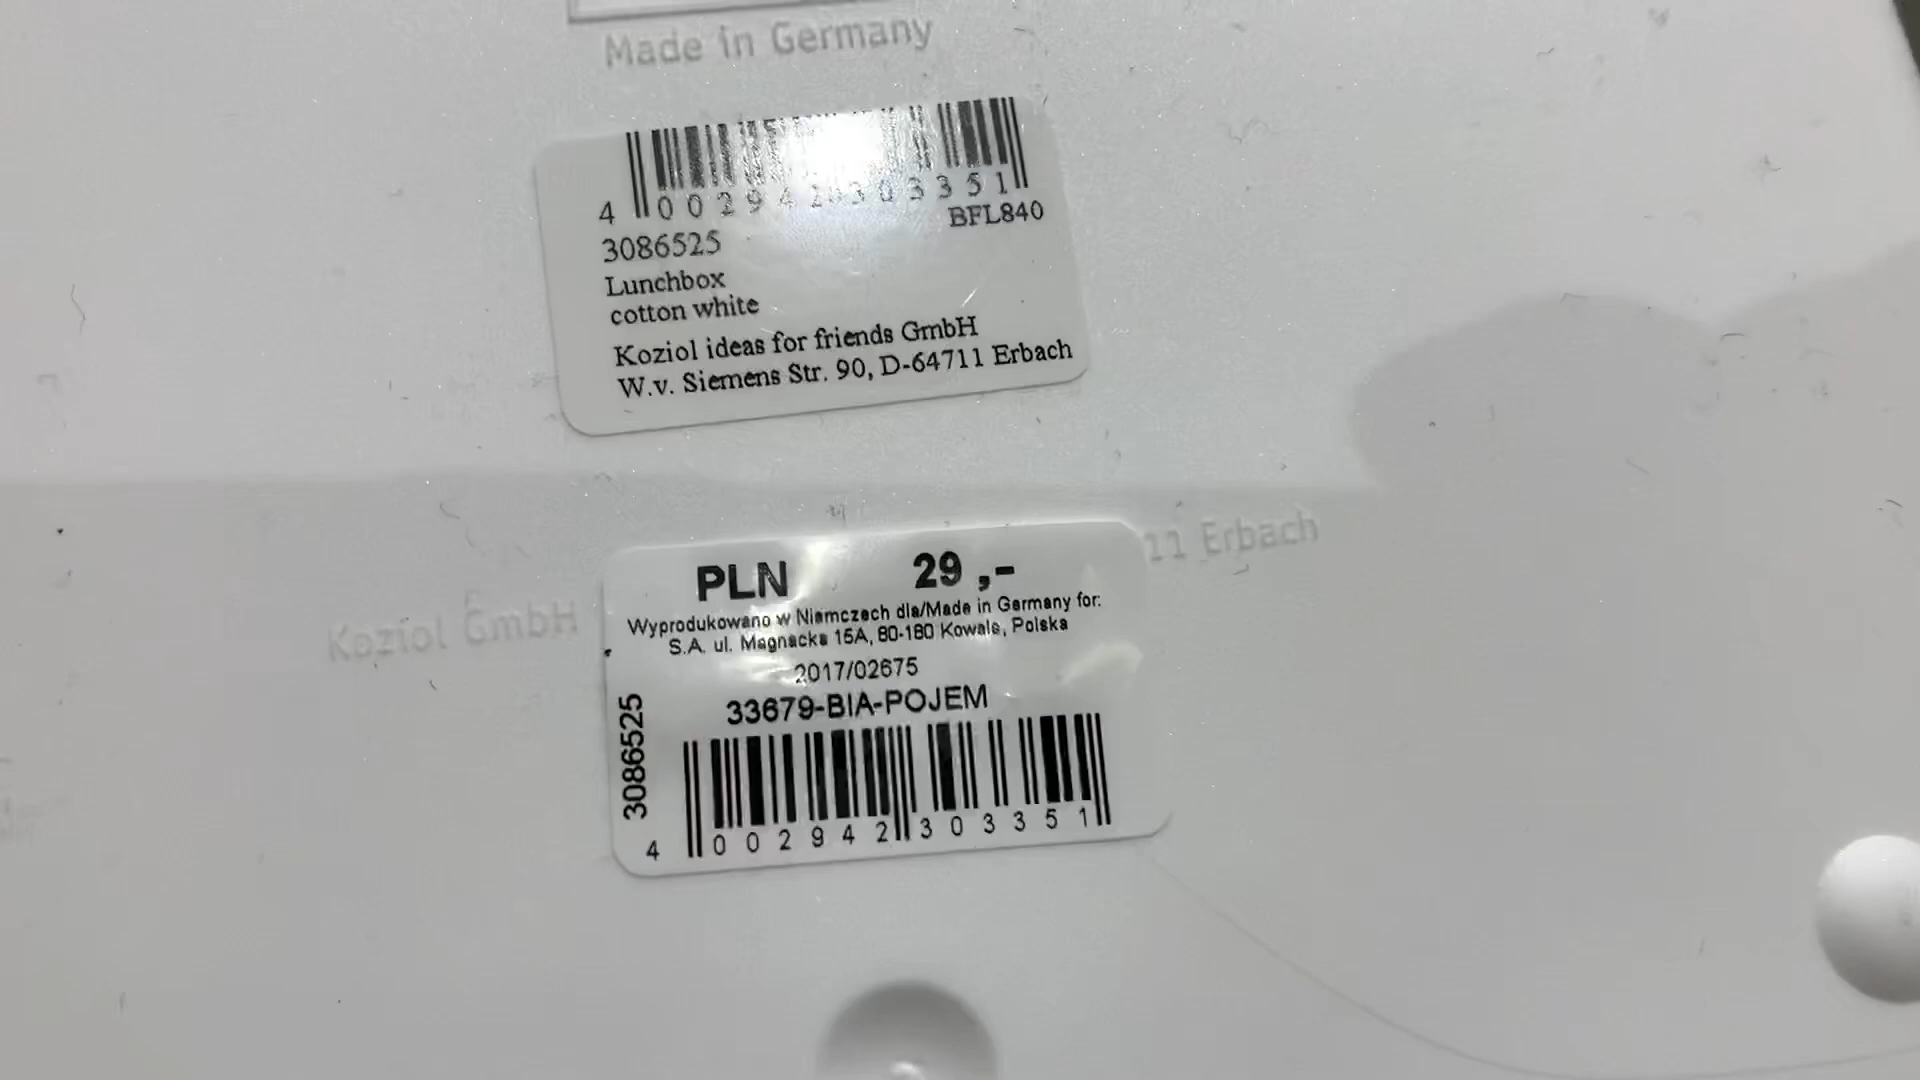 Made in Germany
4 002942 303351
BFL840
3086525
Lunchbox
cotton white
Koziol ideas for friends GmbH
W.v. Siemens Str. 90, D-64711 Erbach
Koziol GmbH
11 Erbach
PLN 29 ,-
Wyprodukowano w Niemczech dla/Made in Germany for:
S.A. ul. Magnacka 15A, 80-180 Kowale, Polska
2017/02675
33679-BIA-POJEM
3086525
4 002942 303351